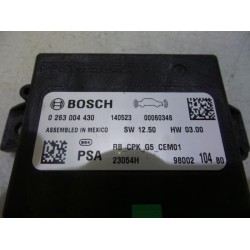 BOSCH
0 263 004 430 140523 00060348
ASSEMBLED IN MEXICO SW 12.50 HW 03.00
PSA RB_CPK_G5_CEM01
23054H 98002 104 80